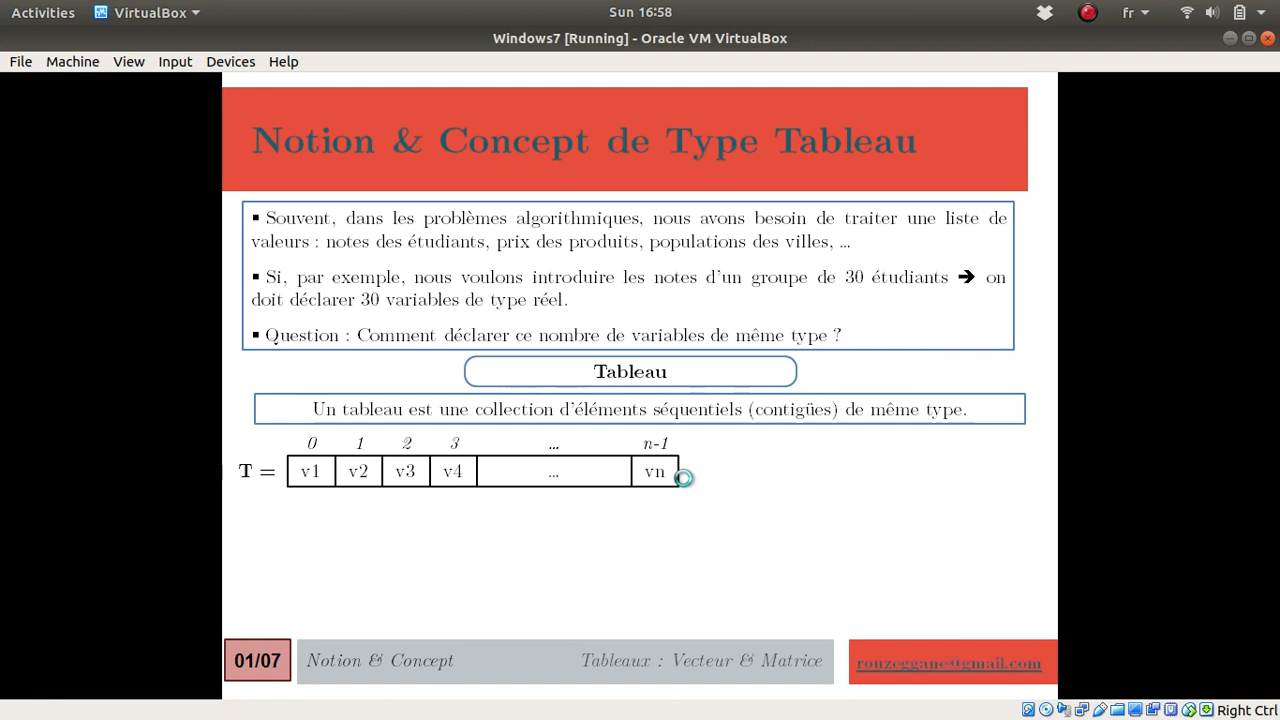 Activities VirtualBox Sun 16:58 fr
Windows7 [Running] - Oracle VM VirtualBox
File Machine View Input Devices Help
Notion & Concept de Type Tableau
▪ Souvent, dans les problèmes algorithmiques, nous avons besoin de traiter une liste de
valeurs : notes des étudiants, prix des produits, populations des villes, ...
▪ Si, par exemple, nous voulons introduire les notes d'un groupe de 30 étudiants ➔ on
doit déclarer 30 variables de type réel.
▪ Question : Comment déclarer ce nombre de variables de même type ?
Tableau
Un tableau est une collection d'éléments séquentiels (contigües) de même type.
0 1 2 3 ... n-1
T = v1 v2 v3 v4 ... vn
01/07 Notion & Concept Tableaux : Vecteur & Matrice rouzeggane@gmail.com
Right Ctrl